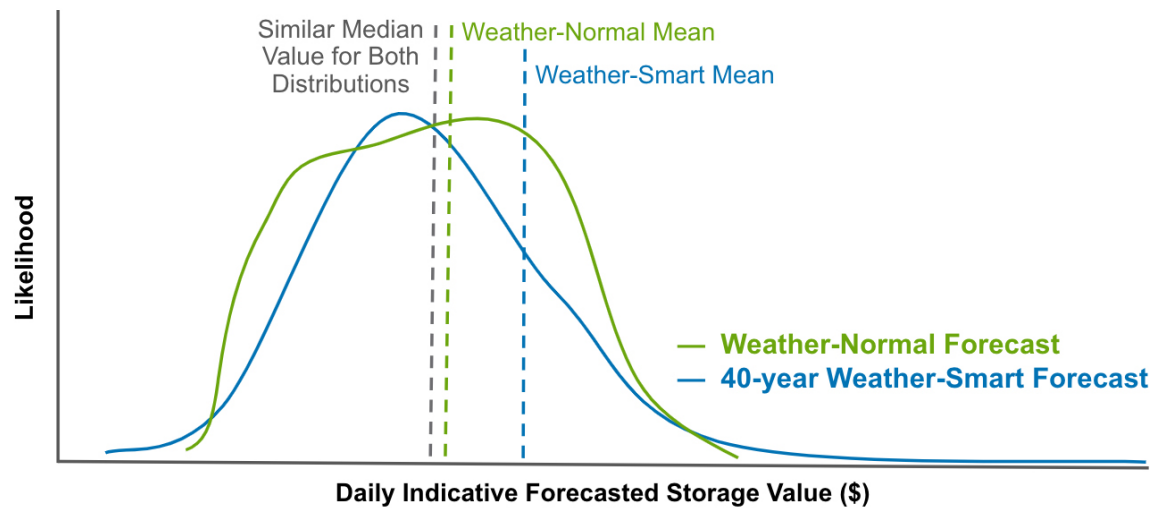 Similar Median
Value for Both
Distributions
Weather-Normal Mean
Weather-Smart Mean
Likelihood
Weather-Normal Forecast
40-year Weather-Smart Forecast
Daily Indicative Forecasted Storage Value ($)